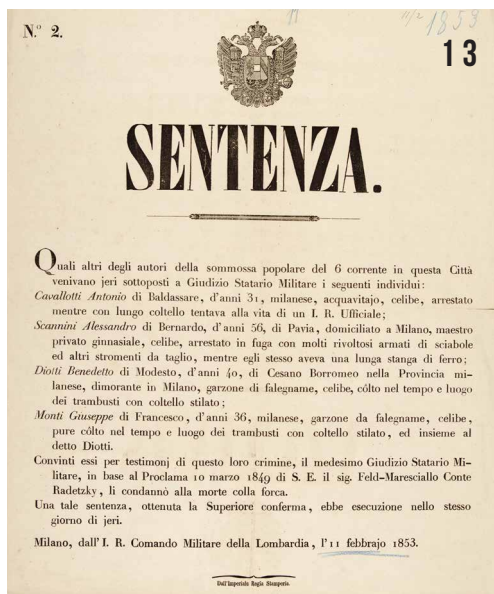 N.º 2.
11/2 1853
13
SENTENZA.
Quali altri degli autori della sommossa popolare del 6 corrente in questa Città
venivano jeri sottoposti a Giudizio Statario Militare i seguenti individui:
Cavallotti Antonio di Baldassare, d'anni 31, milanese, acquavitajo, celibe, arrestato
mentre con lungo coltello tentava alla vita di un I. R. Ufficiale;
Scannini Alessandro di Bernardo, d'anni 56, di Pavia, domiciliato a Milano, maestro
privato ginnasiale, celibe, arrestato in fuga con molti rivoltosi armati di sciabole
ed altri stromenti da taglio, mentre egli stesso aveva una lunga stanga di ferro;
Diotti Benedetto di Modesto, d'anni 40, di Cesano Borromeo nella Provincia mi-
lanese, dimorante in Milano, garzone di falegname, celibe, côlto nel tempo e luogo
dei trambusti con coltello stilato;
Monti Giuseppe di Francesco, d'anni 36, milanese, garzone da falegname, celibe,
pure côlto nel tempo e luogo dei trambusti con coltello stilato, ed insieme al
detto Diotti.
Convinti essi per testimonj di questo loro crimine, il medesimo Giudizio Statario Mi-
litare, in base al Proclama 10 marzo 1849 di S. E. il sig. Feld-Maresciallo Conte
Radetzky, li condannò alla morte colla forca.
Una tale sentenza, ottenuta la Superiore conferma, ebbe esecuzione nello stesso
giorno di jeri.
Milano, dall'I. R. Comando Militare della Lombardia, l'11 febbrajo 1853.
Dall'Imperiale Regia Stamperia.